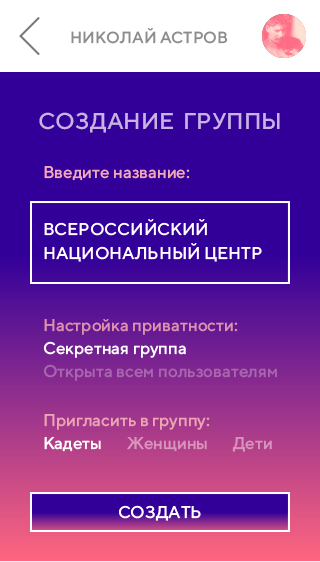 НИКОЛАЙ АСТРОВ
СОЗДАНИЕ ГРУППЫ
Введите название:
ВСЕРОССИЙСКИЙ
НАЦИОНАЛЬНЫЙ ЦЕНТР
Настройка приватности:
Секретная группа
Открыта всем пользователям
Пригласить в группу:
Кадеты Женщины Дети
СОЗДАТЬ